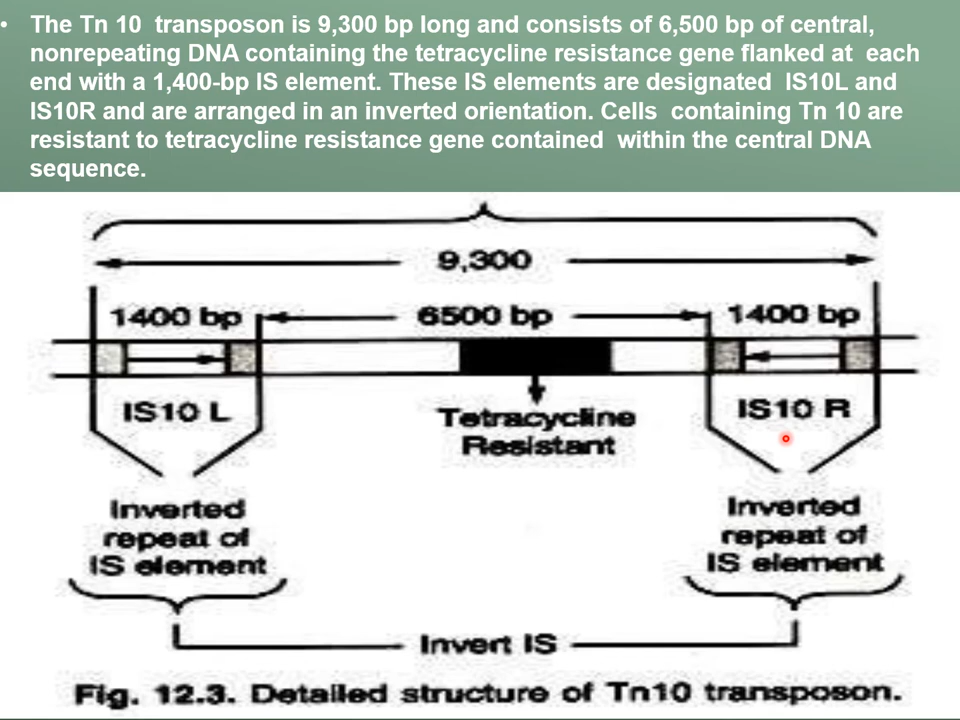 • The Tn 10 transposon is 9,300 bp long and consists of 6,500 bp of central,
nonrepeating DNA containing the tetracycline resistance gene flanked at each
end with a 1,400-bp IS element. These IS elements are designated IS10L and
IS10R and are arranged in an inverted orientation. Cells containing Tn 10 are
resistant to tetracycline resistance gene contained within the central DNA
sequence.
9,300
1400 bp 6500 bp 1400 bp
IS10 L Tetracycline IS10 R
Resistant
Inverted Inverted
repeat of repeat of
IS element IS element
Invert IS
Fig. 12.3. Detailed structure of Tn10 transposon.